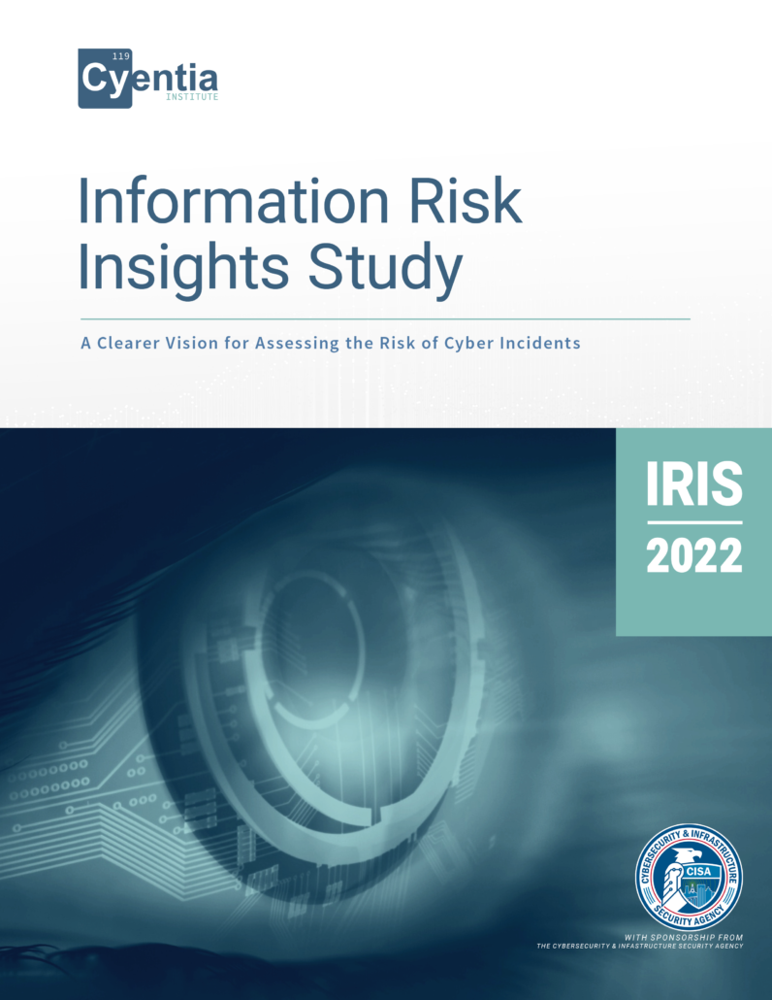 119
Cyentia
INSTITUTE
Information Risk
Insights Study
A Clearer Vision for Assessing the Risk of Cyber Incidents
IRIS
2022
CYBERSECURITY & INFRASTRUCTURE
CISA
SECURITY AGENCY
WITH SPONSORSHIP FROM
THE CYBERSECURITY & INFASTRUCTURE SECURITY AGENCY